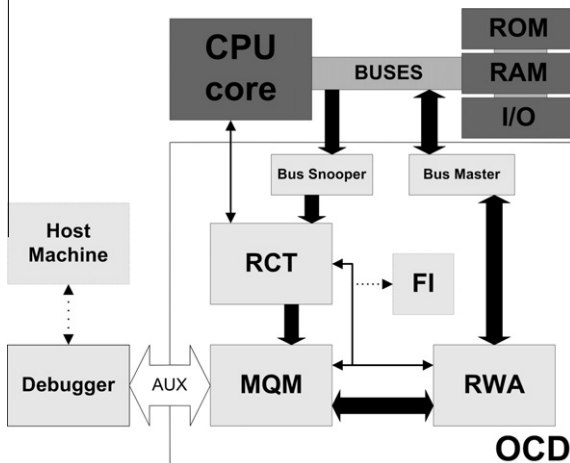 CPU
core
BUSES
ROM
RAM
I/O
Bus Snooper
Bus Master
Host
Machine
RCT
FI
Debugger
AUX
MQM
RWA
OCD